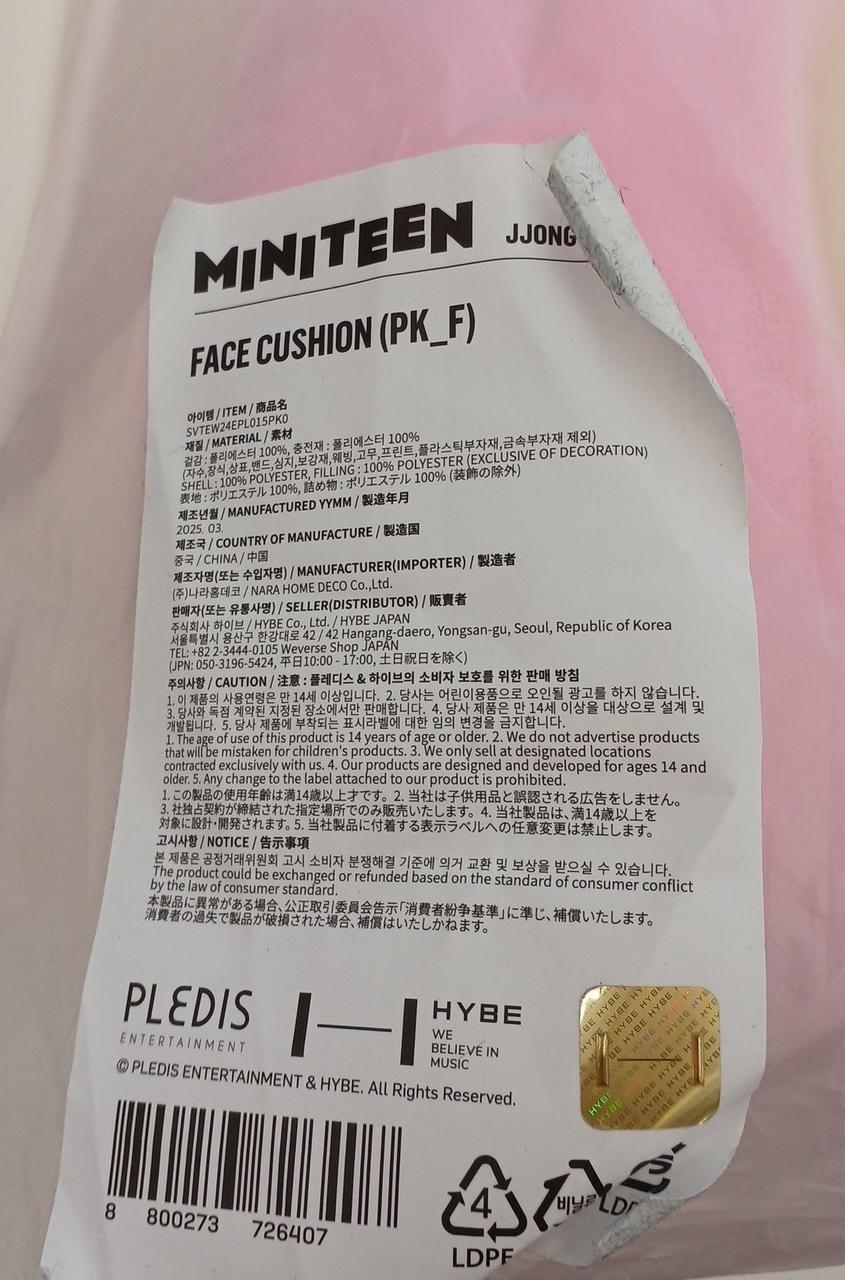 MINITEEN JJONG
FACE CUSHION (PK_F)
아이템 / ITEM / 商品名
SVTEW24EPL015PK0
재질 / MATERIAL / 素材
겉감 : 폴리에스터 100%, 충전재 : 폴리에스터 100%
(자수,장식,상표,밴드,심지,보강재,웨빙,고무,프린트,플라스틱부자재,금속부자재 제외)
SHELL : 100% POLYESTER, FILLING : 100% POLYESTER (EXCLUSIVE OF DECORATION)
表地 : ポリエステル 100%, 詰め物 : ポリエステル 100% (装飾の除外)
제조년월 / MANUFACTURED YYMM / 製造年月
2025. 03.
제조국 / COUNTRY OF MANUFACTURE / 製造国
중국 / CHINA / 中国
제조자명(또는 수입자명) / MANUFACTURER(IMPORTER) / 製造者
(주)나라홈데코 / NARA HOME DECO Co.,Ltd.
판매자(또는 유통사명) / SELLER(DISTRIBUTOR) / 販賣者
주식회사 하이브 / HYBE Co., Ltd. / HYBE JAPAN
서울특별시 용산구 한강대로 42 / 42 Hangang-daero, Yongsan-gu, Seoul, Republic of Korea
TEL: +82 2-3444-0105 Weverse Shop JAPAN
(JPN: 050-3196-5424, 平日10:00 - 17:00, 土日祝日を除く)
주의사항 / CAUTION / 注意 : 플레디스 & 하이브의 소비자 보호를 위한 판매 방침
1. 이 제품의 사용연령은 만 14세 이상입니다. 2. 당사는 어린이용품으로 오인될 광고를 하지 않습니다.
3. 당사와 독점 계약된 지정된 장소에서만 판매합니다. 4. 당사 제품은 만 14세 이상을 대상으로 설계 및
개발됩니다. 5. 당사 제품에 부착되는 표시라벨에 대한 임의 변경을 금지합니다.
1. The age of use of this product is 14 years of age or older. 2. We do not advertise products
that will be mistaken for children's products. 3. We only sell at designated locations
contracted exclusively with us. 4. Our products are designed and developed for ages 14 and
older. 5. Any change to the label attached to our product is prohibited.
1. この製品の使用年齢は満14歳以上才です。 2. 当社は子供用品と誤認される広告をしません。
3. 社独占契約が締結された指定場所でのみ販売いたします。 4. 当社製品は、満14歳以上を
対象に設計・開発されます。5. 当社製品に付着する表示ラベルへの任意変更は禁止します。
고시사항 / NOTICE / 告示事項
본 제품은 공정거래위원회 고시 소비자 분쟁해결 기준에 의거 교환 및 보상을 받으실 수 있습니다.
The product could be exchanged or refunded based on the standard of consumer conflict
by the law of consumer standard.
本製品に異常がある場合、公正取引委員会告示「消費者紛争基準」に準じ、補償いたします。
消費者の過失で製品が破損された場合、補償はいたしかねます。
PLEDIS
ENTERTAINMENT
HYBE
WE
BELIEVE IN
MUSIC
© PLEDIS ENTERTAINMENT & HYBE. All Rights Reserved.
8 800273 726407
4
LDPE
비닐류